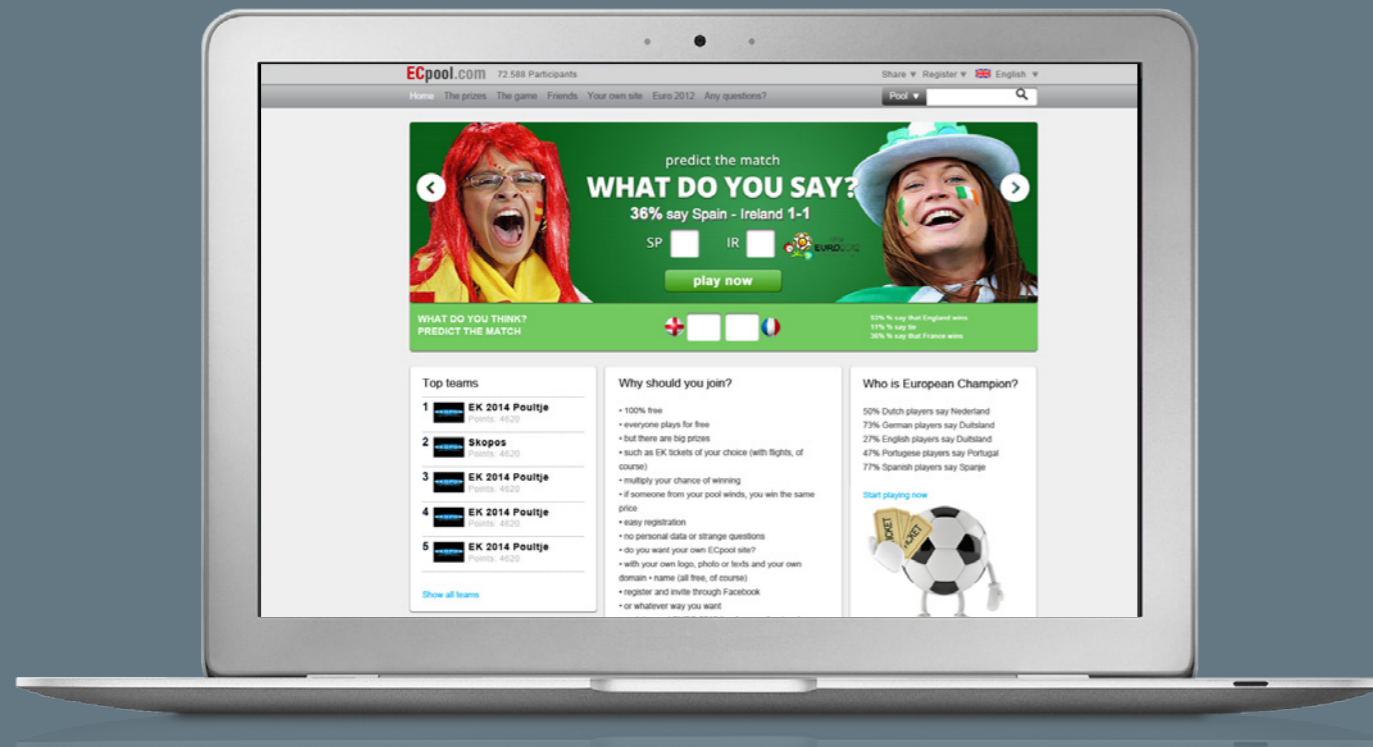 ECpool.com 72.588 Participants
Share Register English
Home The prizes The game Friends Your own site Euro 2012 Any questions?
Pool
predict the match
WHAT DO YOU SAY?
36% say Spain - Ireland 1-1
SP IR EURO2012
play now
WHAT DO YOU THINK?
PREDICT THE MATCH
53% % say that England wins
11% % say tie
36% % say that France wins
Top teams
1 EK 2014 Poultje
Points: 4620
2 Skopos
Points: 4620
3 EK 2014 Poultje
Points: 4620
4 EK 2014 Poultje
Points: 4620
5 EK 2014 Poultje
Points: 4620
Show all teams
Why should you join?
• 100% free
• everyone plays for free
• but there are big prizes
• such as EK tickets of your choice (with flights, of
course)
• multiply your chance of winning
• if someone from your pool winds, you win the same
price
• easy registration
• no personal data or strange questions
• do you want your own ECpool site?
• with your own logo, photo or texts and your own
domain • name (all free, of course)
• register and invite through Facebook
• or whatever way you want
Who is European Champion?
50% Dutch players say Nederland
73% German players say Duitsland
27% English players say Duitsland
47% Portugese players say Portugal
77% Spanish players say Spanje
Start playing now
TICKET
TICKET